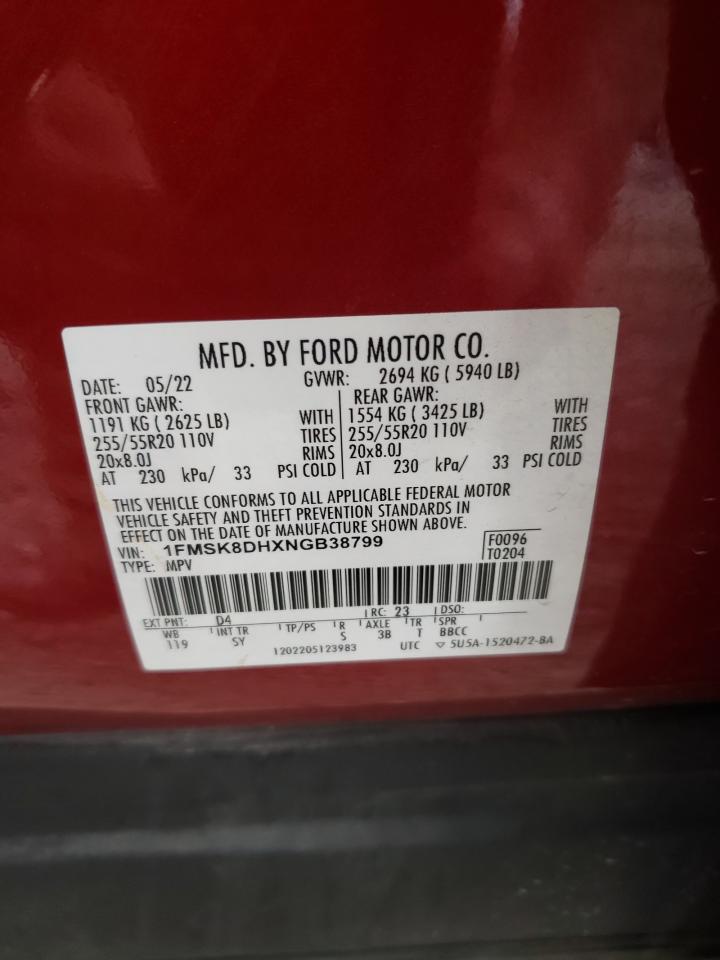 MFD. BY FORD MOTOR CO.
DATE: 05/22 GVWR: 2694 KG ( 5940 LB)
FRONT GAWR: REAR GAWR:
1191 KG ( 2625 LB) WITH 1554 KG ( 3425 LB) WITH
255/55R20 110V TIRES 255/55R20 110V TIRES
20x8.0J RIMS 20x8.0J RIMS
AT 230 kPa/ 33 PSI COLD AT 230 kPa/ 33 PSI COLD
THIS VEHICLE CONFORMS TO ALL APPLICABLE FEDERAL MOTOR
VEHICLE SAFETY AND THEFT PREVENTION STANDARDS IN
EFFECT ON THE DATE OF MANUFACTURE SHOWN ABOVE.
VIN: 1FMSK8DHXNGB38799 F0096
TYPE: MPV T0204
EXT PNT: D4 RC: 23 DSO:
WB INT TR TP/PS R AXLE TR SPR
119 SY S 3B T BBCC
1202205123983 UTC ▽ 5U5A-1520472-BA